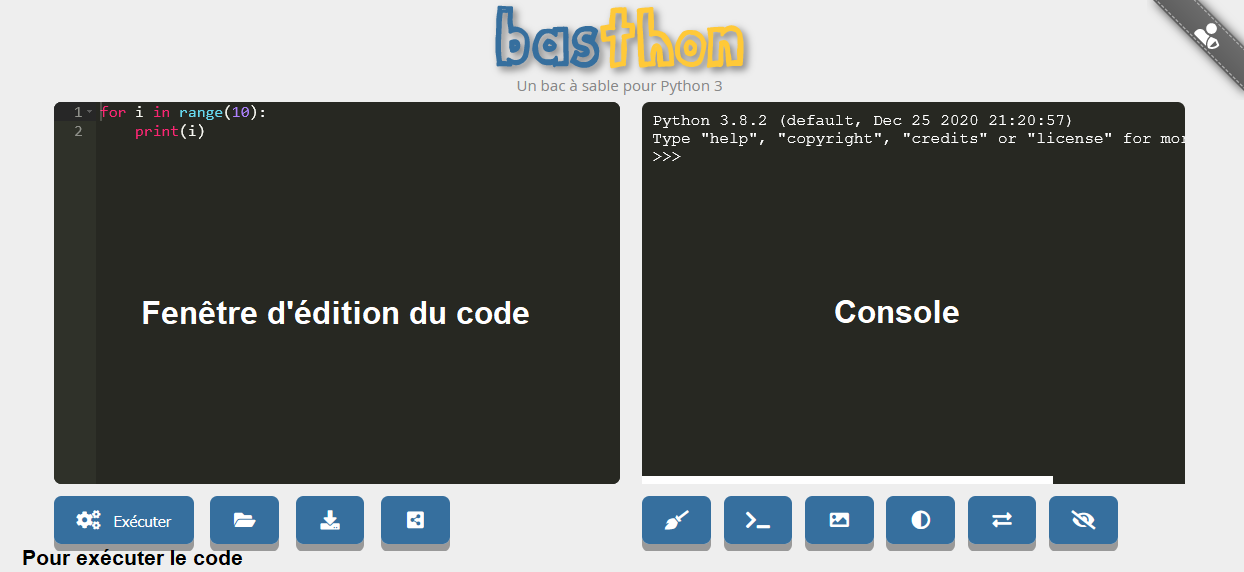 basthon
Un bac à sable pour Python 3
1 for i in range(10):
2     print(i)
Fenêtre d'édition du code
Python 3.8.2 (default, Dec 25 2020 21:20:57)
Type "help", "copyright", "credits" or "license" for mor
>>>
Console
Exécuter
Pour exécuter le code